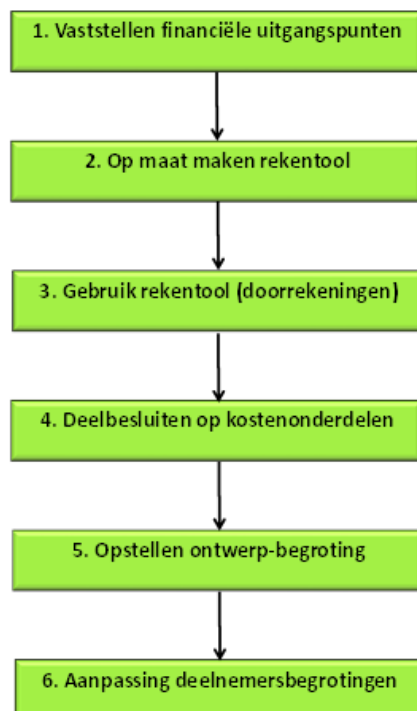 1. Vaststellen financiële uitgangspunten
2. Op maat maken rekentool
3. Gebruik rekentool (doorrekeningen)
4. Deelbesluiten op kostenonderdelen
5. Opstellen ontwerp-begroting
6. Aanpassing deelnemersbegrotingen